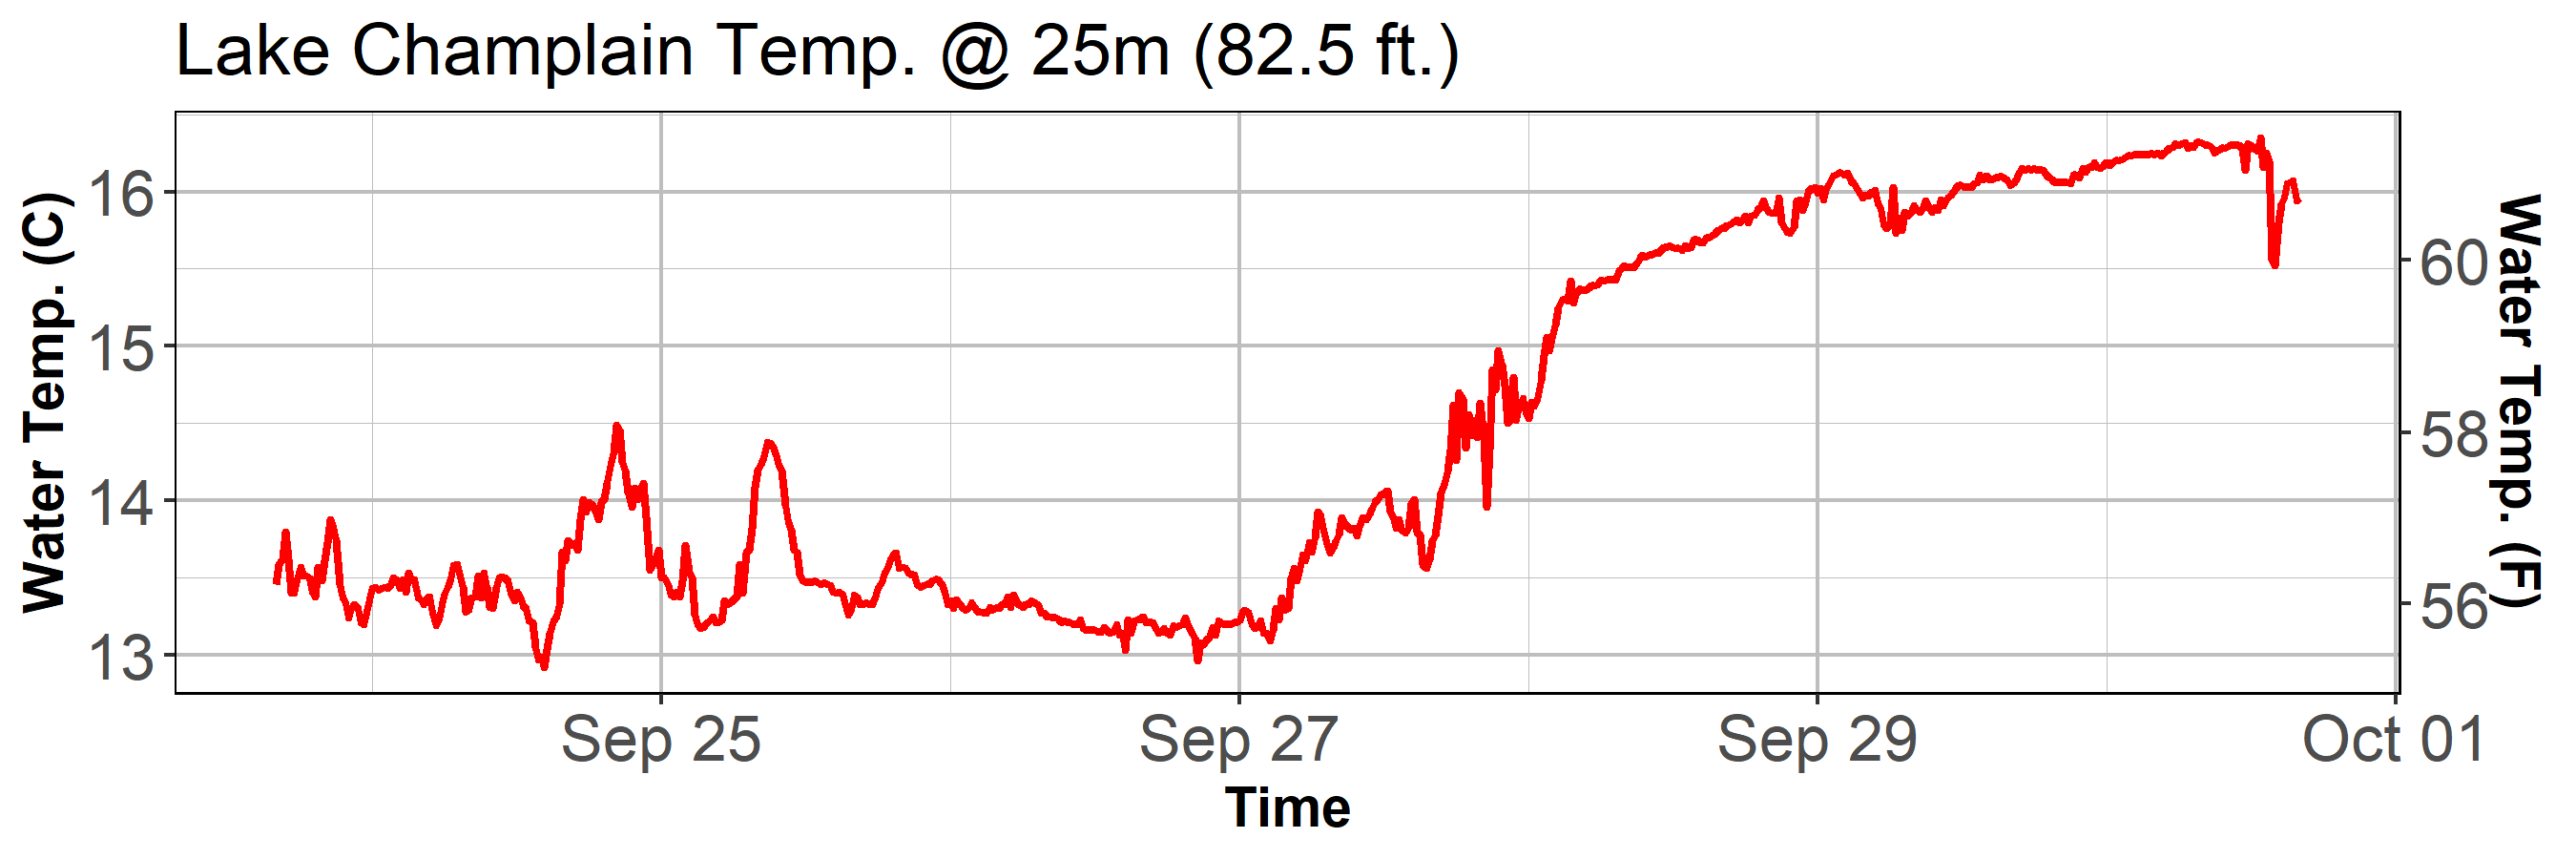 Lake Champlain Temp. @ 25m (82.5 ft.)
Water Temp. (C)
16
15
14
13
60
58
56
Water Temp. (F)
Sep 25
Sep 27
Sep 29
Oct 01
Time